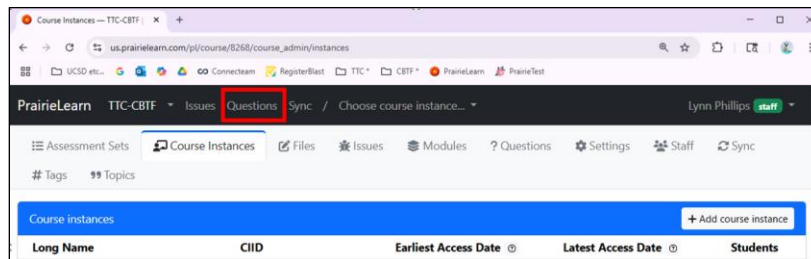 Course Instances — TTC-CBTF |
us.prairielearn.com/pl/course/8268/course_admin/instances
UCSD etc.. Connecteam RegisterBlast TTC* CBTF* PrairieLearn PrairieTest
PrairieLearn TTC-CBTF Issues Questions Sync / Choose course instance... Lynn Phillips staff
Assessment Sets Course Instances Files Issues Modules ? Questions Settings Staff Sync
# Tags 99 Topics
Course instances + Add course instance
Long Name CIID Earliest Access Date Latest Access Date Students